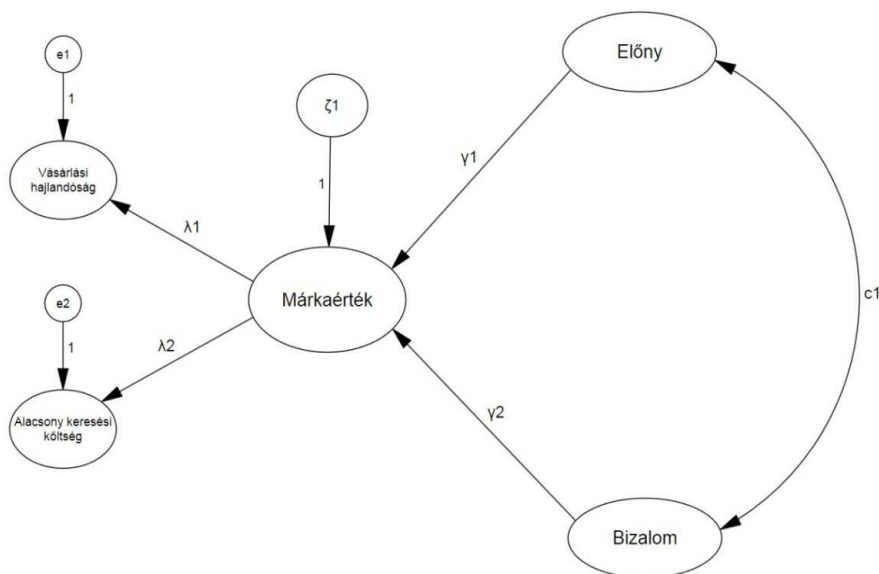 e1
1
Vásárlási
hajlandóság
ζ1
1
Előny
γ1
λ1
Márkaérték
c1
e2
1
λ2
Alacsony keresési
költség
γ2
Bizalom